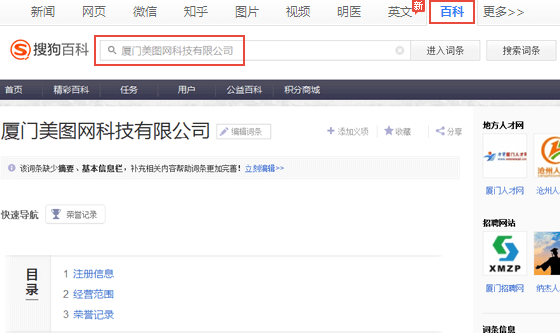 新闻 网页 微信 知乎 图片 视频 明医 英文 新 百科 更多>>
搜狗百科 厦门美图网科技有限公司 进入词条 搜索词条
首页 精彩百科 任务 用户 公益百科 积分商城
厦门美图网科技有限公司 编辑词条 添加义项 收藏 分享
该词条缺少摘要、基本信息栏，补充相关内容帮助词条更加完善！立刻编辑>>
快速导航 荣誉记录
目录
1 注册信息
2 经营范围
3 荣誉记录
地方人才网
厦门人才网 沧州人
招聘网站
XMZP
厦门招聘网 纳杰人
词条信息